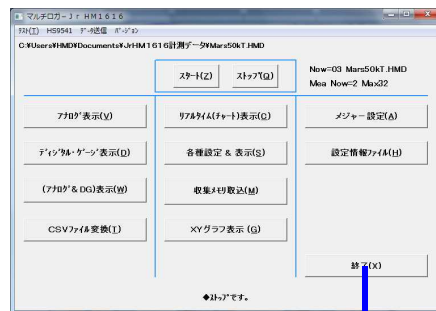 マルチロガーJr HM1616
ﾃｽﾄ(T) HS9541 ﾃﾞｰﾀ送信 ﾊﾞｰｼﾞｮﾝ
C:¥Users¥HMD¥Documents¥JrHM1616計測データ¥Mars50kT.HMD
ｽﾀｰﾄ(Z) ｽﾄｯﾌﾟ(Q)
Now=03 Mars50kT.HMD
Mea Now=2 Max32
ｱﾅﾛｸﾞ表示(V) ﾘｱﾙﾀｲﾑ(ﾁｬｰﾄ)表示(C) メジャー設定(A)
ﾃﾞｨｼﾞﾀﾙ･ｹﾞｰｼﾞ表示(D) 各種設定 & 表示(S) 設定情報ﾌｧｲﾙ(H)
(ｱﾅﾛｸﾞ& DG)表示(W) 収集ﾒﾓﾘ取込(M)
CSVﾌｧｲﾙ変換(T) XYグラフ表示 (G)
終了(X)
◆ｽﾄｯﾌﾟです。